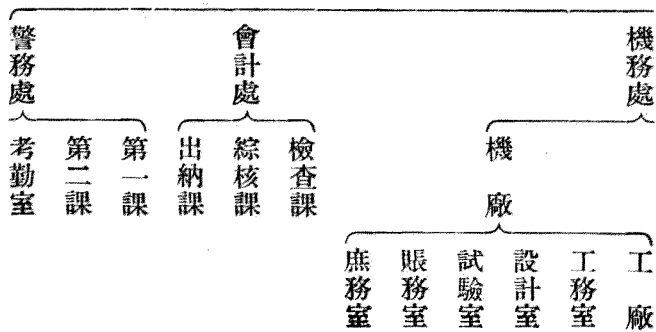 機務處
機廠
工廠
工務室
設計室
試驗室
賬務室
庶務室
會計處
檢查課
綜核課
出納課
警務處
第一課
第二課
考勤室